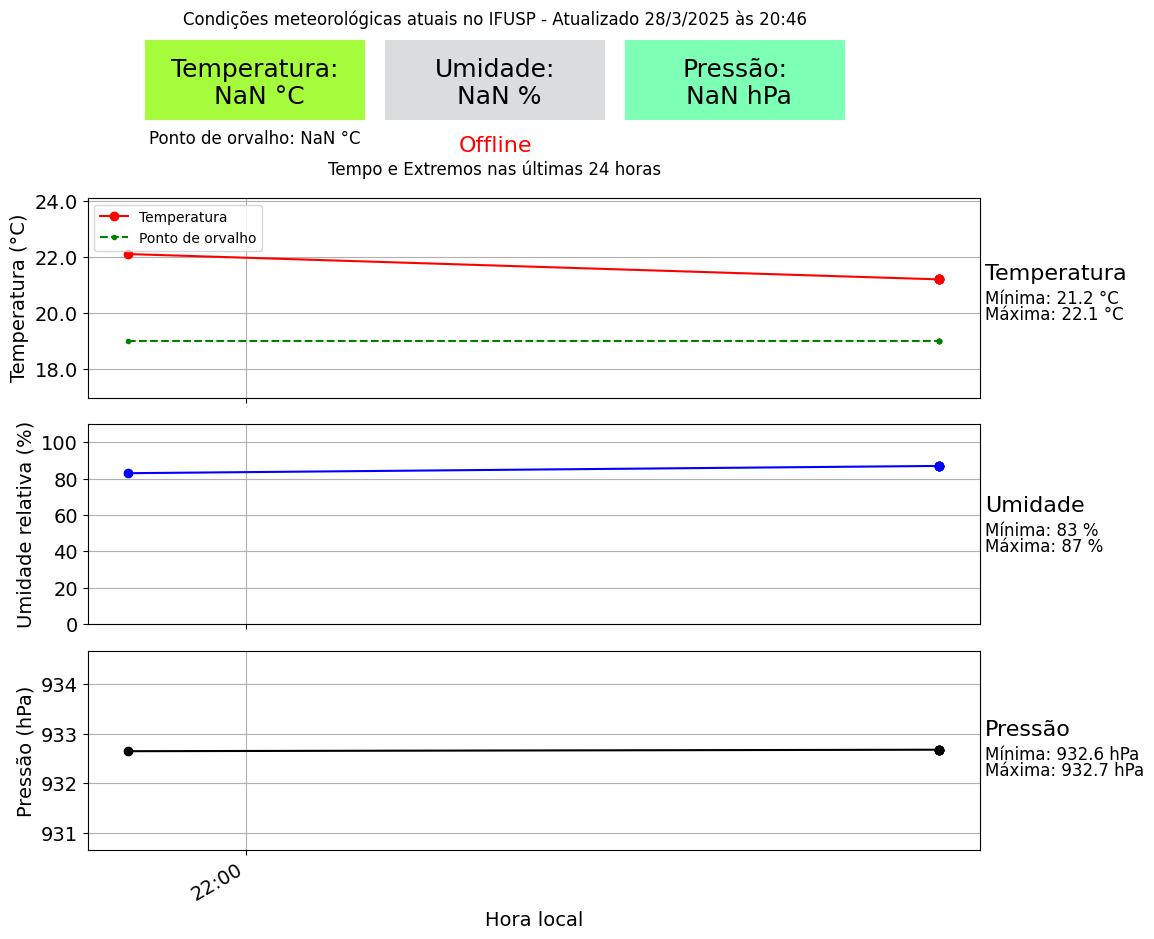 Condições meteorológicas atuais no IFUSP - Atualizado 28/3/2025 às 20:46
Temperatura:
NaN °C
Umidade:
NaN %
Pressão:
NaN hPa
Ponto de orvalho: NaN °C
Offline
Tempo e Extremos nas últimas 24 horas
Temperatura (°C)
24.0
22.0
20.0
18.0
Temperatura
Ponto de orvalho
Temperatura
Mínima: 21.2 °C
Máxima: 22.1 °C
Umidade relativa (%)
100
80
60
40
20
0
Umidade
Mínima: 83 %
Máxima: 87 %
Pressão (hPa)
934
933
932
931
Pressão
Mínima: 932.6 hPa
Máxima: 932.7 hPa
22:00
Hora local